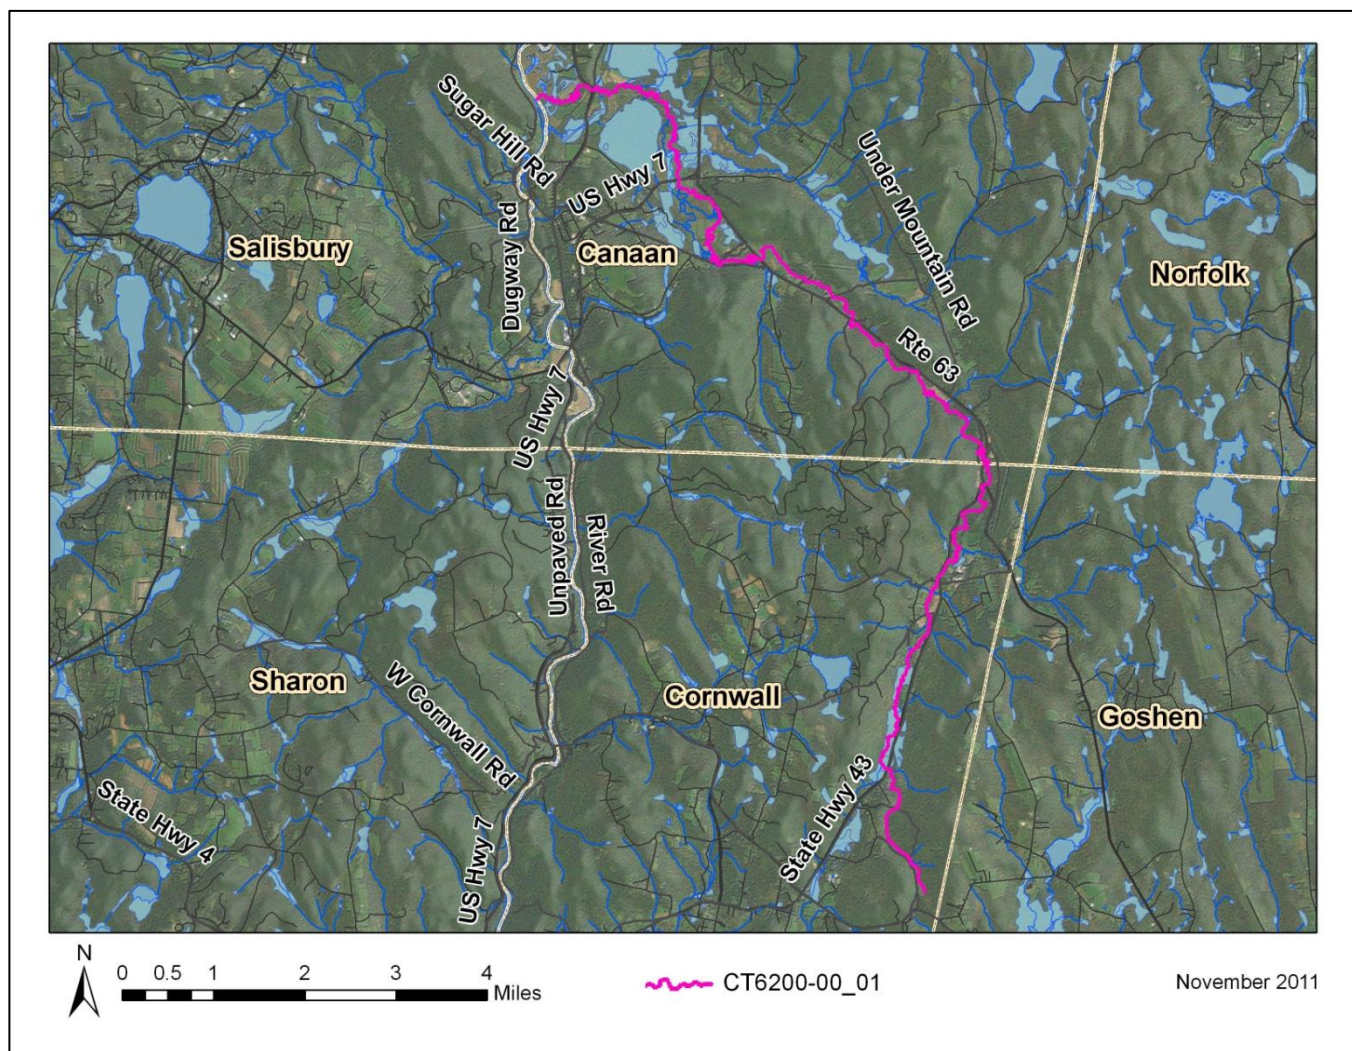 Sugar Hill Rd
US Hwy 7
Under Mountain Rd
Salisbury
Dugway Rd
Canaan
Norfolk
Rte 63
US Hwy 7
Unpaved Rd
River Rd
Sharon
W Cornwall Rd
Cornwall
Goshen
State Hwy 4
State Hwy 43
US Hwy 7
N
0 0.5 1 2 3 4
Miles
CT6200-00_01
November 2011